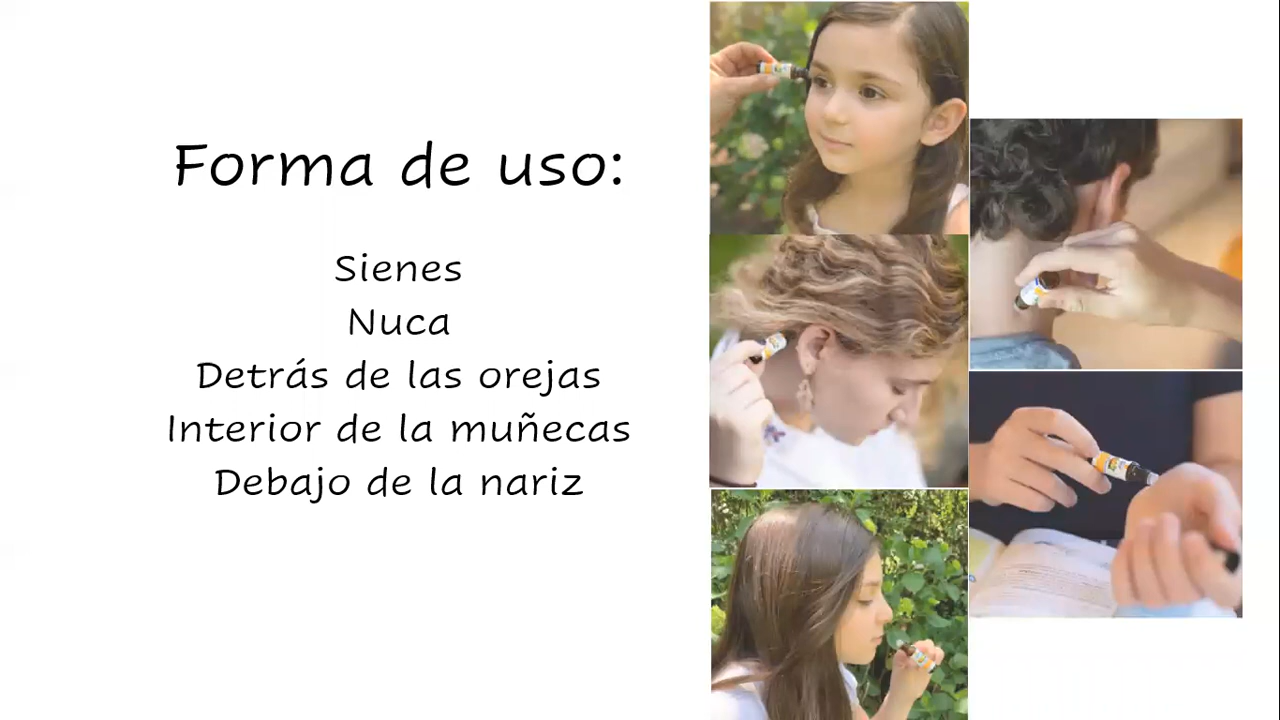 Forma de uso:
Sienes
Nuca
Detrás de las orejas
Interior de la muñecas
Debajo de la nariz